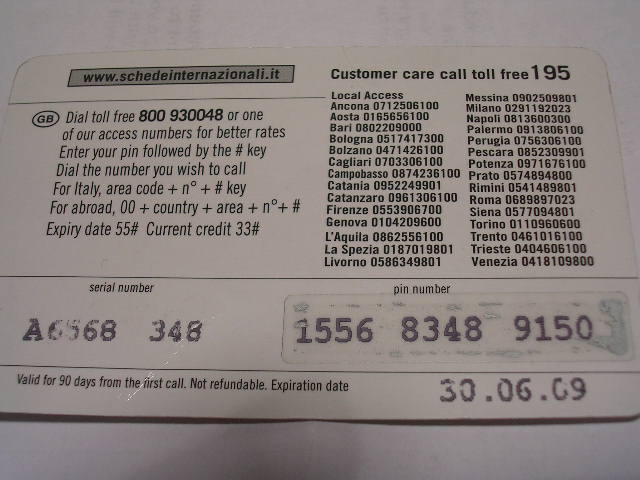 www.schedeinternazionali.it
GB Dial toll free 800 930048 or one
of our access numbers for better rates
Enter your pin followed by the # key
Dial the number you wish to call
For Italy, area code + n° + # key
For abroad, 00 + country + area + n° + #
Expiry date 55# Current credit 33#
Customer care call toll free 195
Local Access
Ancona 0712506100
Aosta 0165656100
Bari 0802209000
Bologna 0517417300
Bolzano 0471426100
Cagliari 0703306100
Campobasso 0874236100
Catania 0952249901
Catanzaro 0961306100
Firenze 0553906700
Genova 0104209600
L'Aquila 0862556100
La Spezia 0187019801
Livorno 0586349801
Messina 0902509801
Milano 0291192023
Napoli 0813600300
Palermo 0913806100
Perugia 0756306100
Pescara 0852309901
Potenza 0971676100
Prato 0574894800
Rimini 0541489801
Roma 0689897023
Siena 0577094801
Torino 0110960600
Trento 0461016100
Trieste 0404606100
Venezia 0418109800
serial number
A6568 348
pin number
1556 8348 9150
Valid for 90 days from the first call. Not refundable. Expiration date
30.06.09